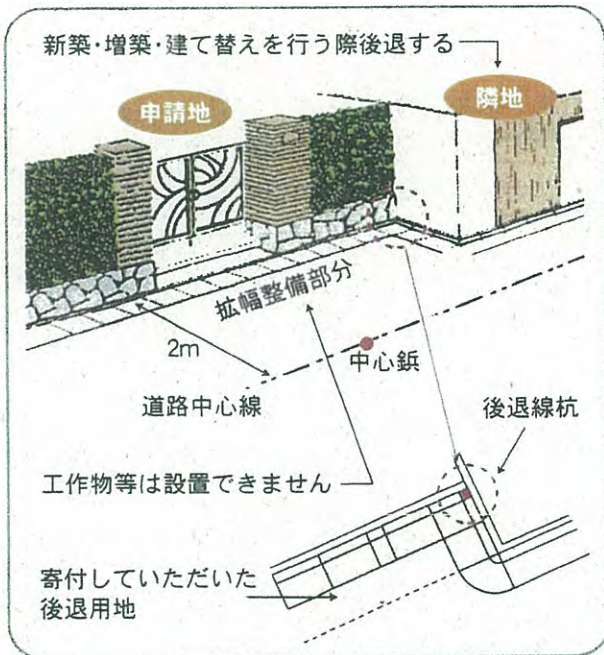 新築・増築・建て替えを行う際後退する
申請地
隣地
拡幅整備部分
2m
中心鋲
道路中心線
後退線杭
工作物等は設置できません
寄付していただいた
後退用地